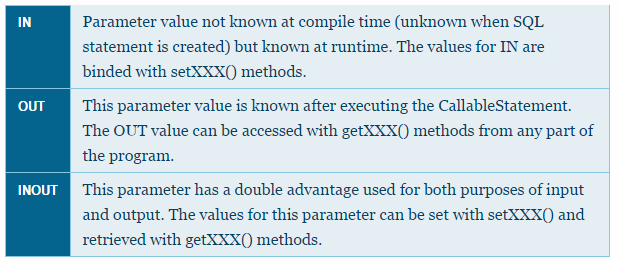 IN
Parameter value not known at compile time (unknown when SQL
statement is created) but known at runtime. The values for IN are
binded with setXXX() methods.
OUT
This parameter value is known after executing the CallableStatement.
The OUT value can be accessed with getXXX() methods from any part of
the program.
INOUT
This parameter has a double advantage used for both purposes of input
and output. The values for this parameter can be set with setXXX() and
retrieved with getXXX() methods.